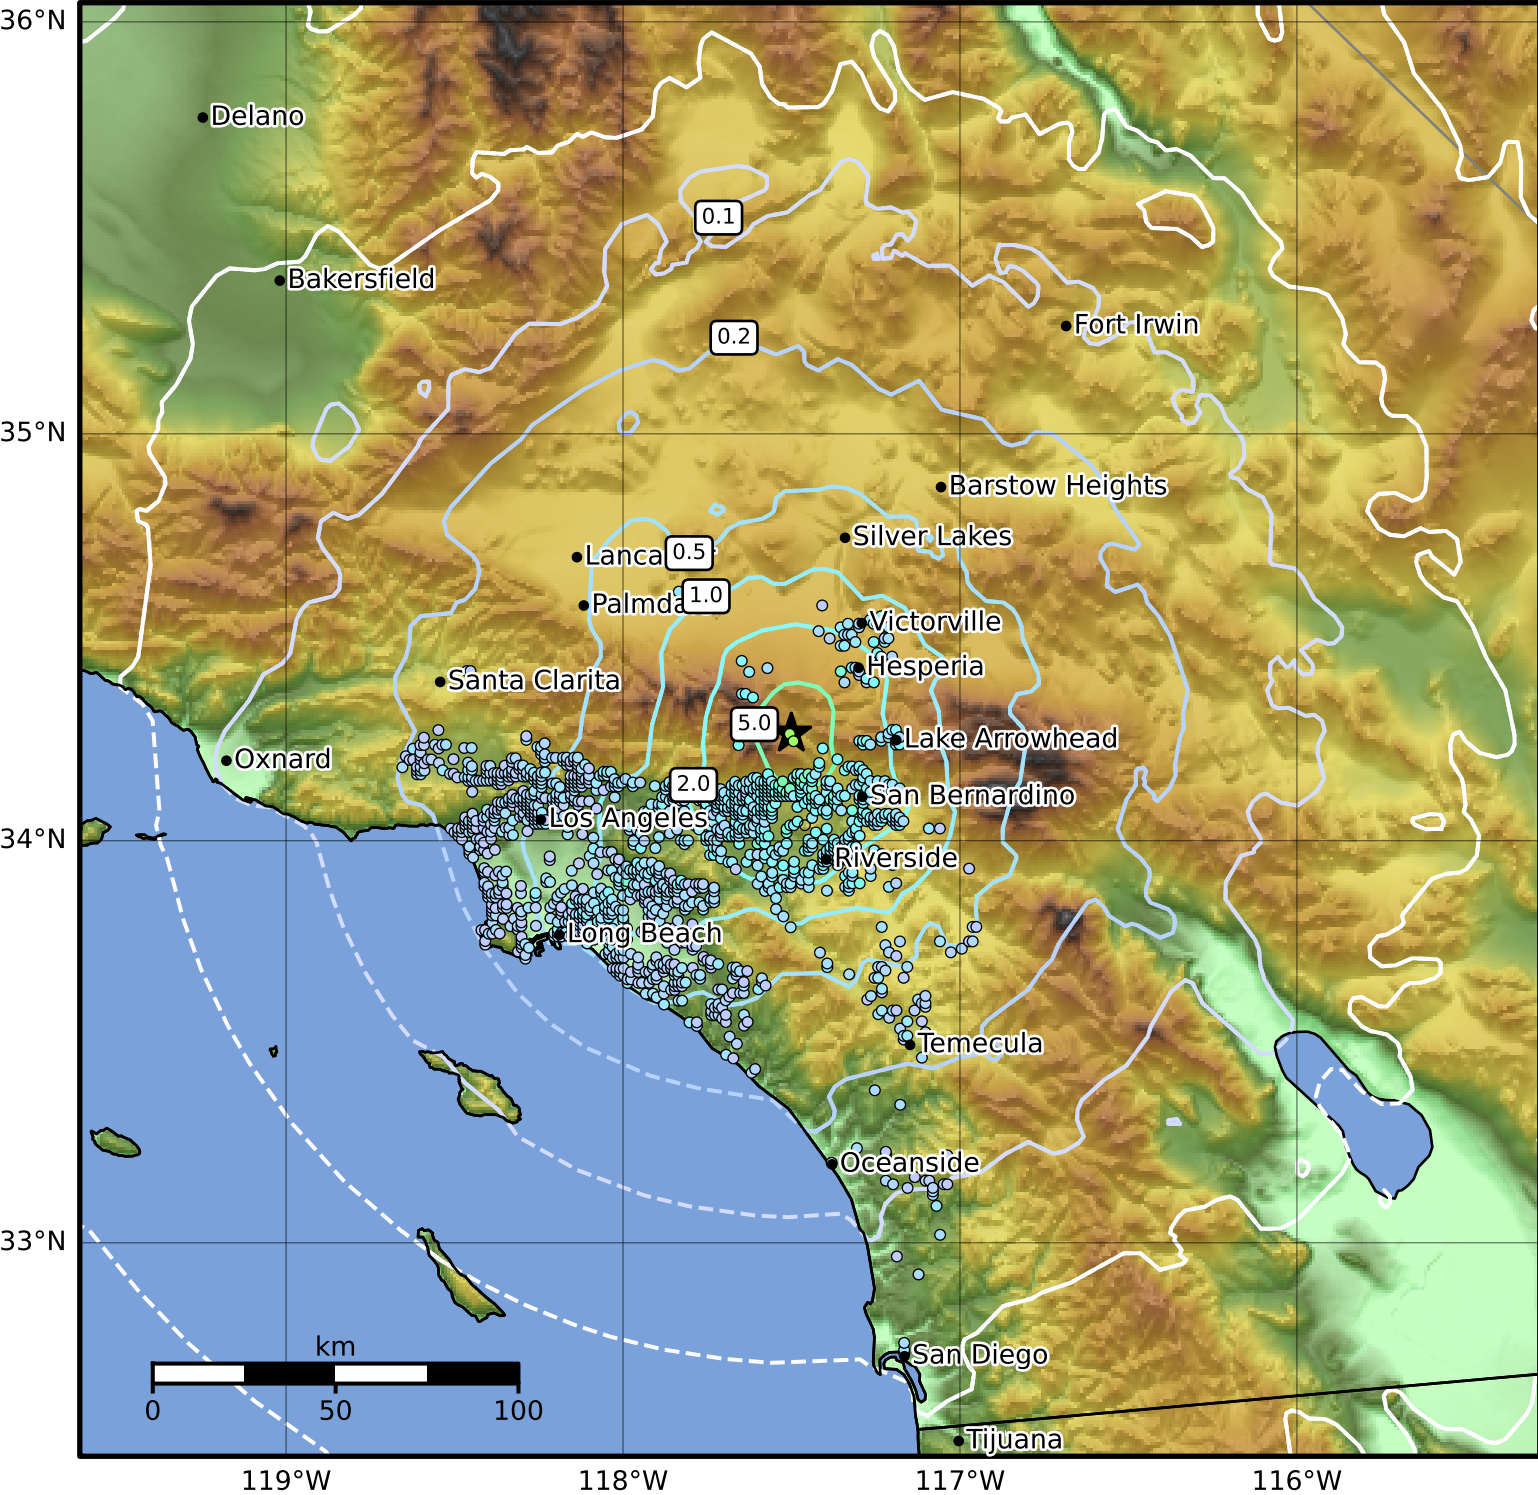 36°N
Delano
0.1
Bakersfield
Fort Irwin
0.2
35°N
Barstow Heights
Silver Lakes
Lanca
0.5
1.0
Palmda
Victorville
Hesperia
Santa Clarita
5.0
Lake Arrowhead
Oxnard
2.0
San Bernardino
Los Angeles
34°N
Riverside
Long Beach
Temecula
Oceanside
33°N
km
San Diego
0 50 100
Tijuana
119°W 118°W 117°W 116°W